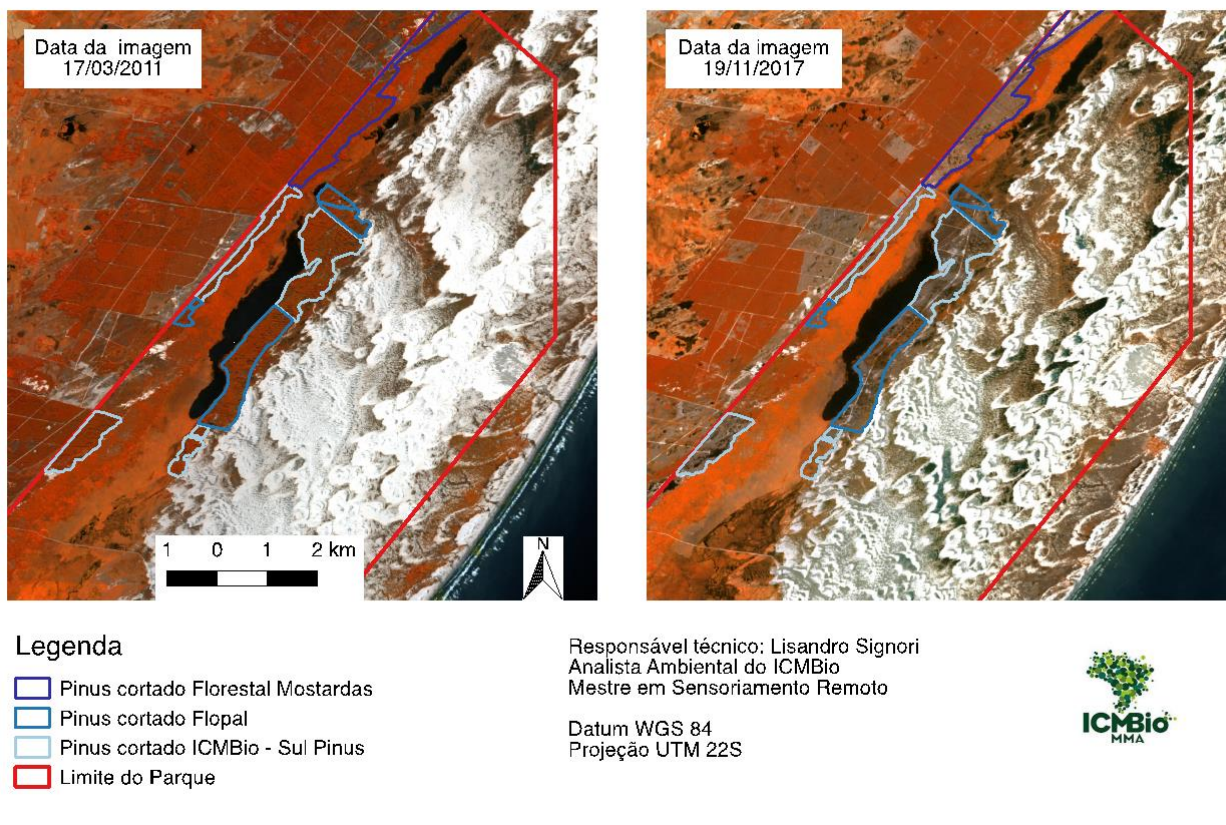 Data da imagem
17/03/2011
Data da imagem
19/11/2017
1 0 1 2 km
N
Legenda
Pinus cortado Florestal Mostardas
Pinus cortado Flopal
Pinus cortado ICMBio - Sul Pinus
Limite do Parque
Responsável técnico: Lisandro Signori
Analista Ambiental do ICMBio
Mestre em Sensoriamento Remoto
Datum WGS 84
Projeção UTM 22S
ICMBio
MMA